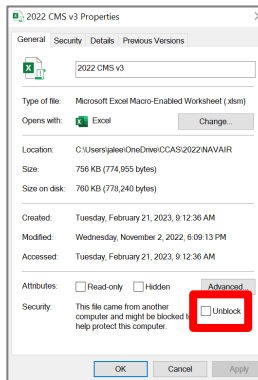 2022 CMS v3 Properties
General Security Details Previous Versions
2022 CMS v3
Type of file: Microsoft Excel Macro-Enabled Worksheet (.xlsm)
Opens with: Excel Change...
Location: C:\Users\jalee\OneDrive\CCAS\2022\NAVAIR
Size: 756 KB (774,955 bytes)
Size on disk: 760 KB (778,240 bytes)
Created: Tuesday, February 21, 2023, 9:12:36 AM
Modified: Wednesday, November 2, 2022, 6:09:13 PM
Accessed: Tuesday, February 21, 2023, 9:12:36 AM
Attributes: Read-only Hidden Advanced...
Security: This file came from another
computer and might be blocked to
help protect this computer.
Unblock
OK Cancel Apply